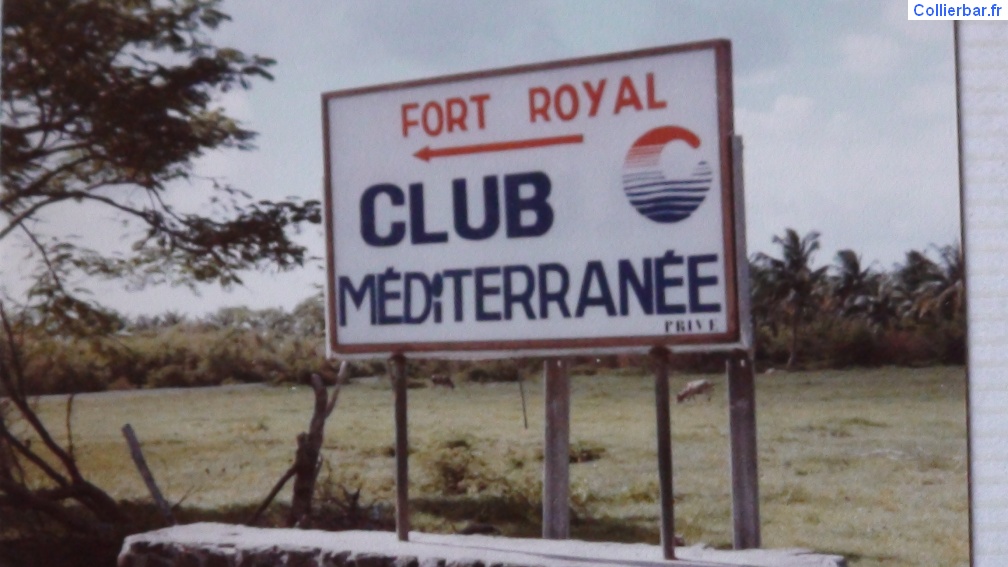 Collierbar.fr
FORT ROYAL
CLUB
MÉDiTERRANÉE
PRIVE